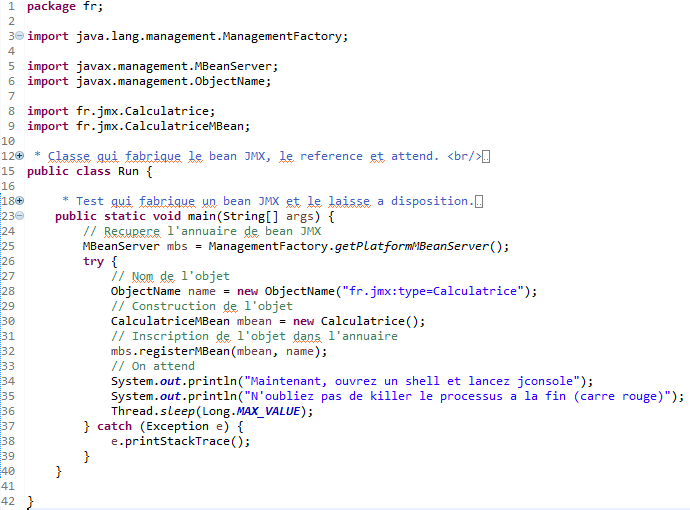 1 package fr;
2
3 import java.lang.management.ManagementFactory;
4
5 import javax.management.MBeanServer;
6 import javax.management.ObjectName;
7
8 import fr.jmx.Calculatrice;
9 import fr.jmx.CalculatriceMBean;
10
12 * Classe qui fabrique le bean JMX, le reference et attend. <br/>
15 public class Run {
16
18 * Test qui fabrique un bean JMX et le laisse a disposition.
23 public static void main(String[] args) {
24 // Recupere l'annuaire de bean JMX
25 MBeanServer mbs = ManagementFactory.getPlatformMBeanServer();
26 try {
27 // Nom de l'objet
28 ObjectName name = new ObjectName("fr.jmx:type=Calculatrice");
29 // Construction de l'objet
30 CalculatriceMBean mbean = new Calculatrice();
31 // Inscription de l'objet dans l'annuaire
32 mbs.registerMBean(mbean, name);
33 // On attend
34 System.out.println("Maintenant, ouvrez un shell et lancez jconsole");
35 System.out.println("N'oubliez pas de killer le processus a la fin (carre rouge)");
36 Thread.sleep(Long.MAX_VALUE);
37 } catch (Exception e) {
38 e.printStackTrace();
39 }
40 }
41
42 }